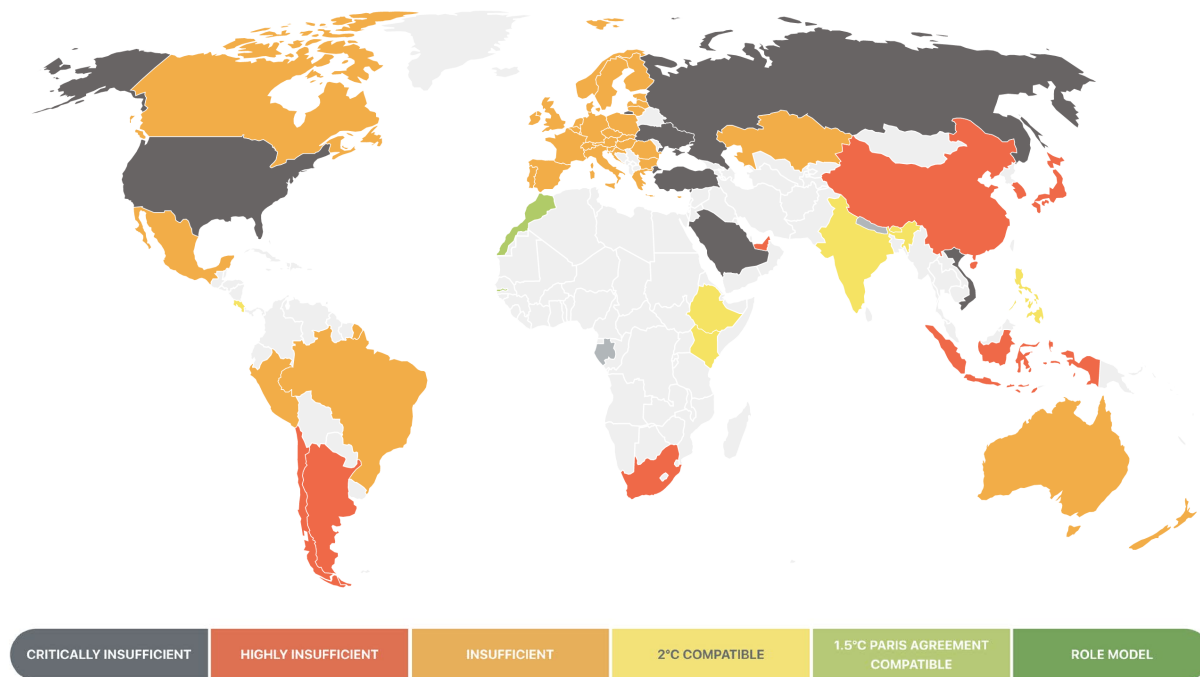 CRITICALLY INSUFFICIENT
HIGHLY INSUFFICIENT
INSUFFICIENT
2°C COMPATIBLE
1.5°C PARIS AGREEMENT
COMPATIBLE
ROLE MODEL